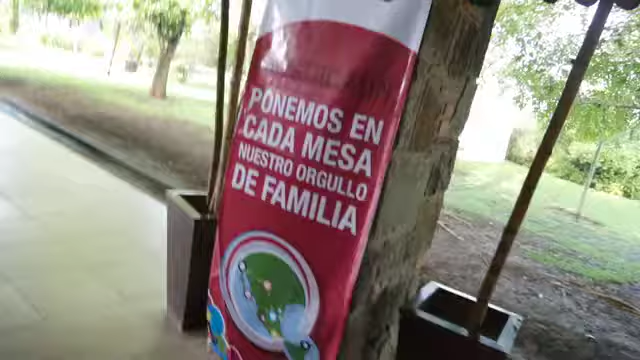 PONEMOS EN
CADA MESA
NUESTRO ORGULLO
DE FAMILIA